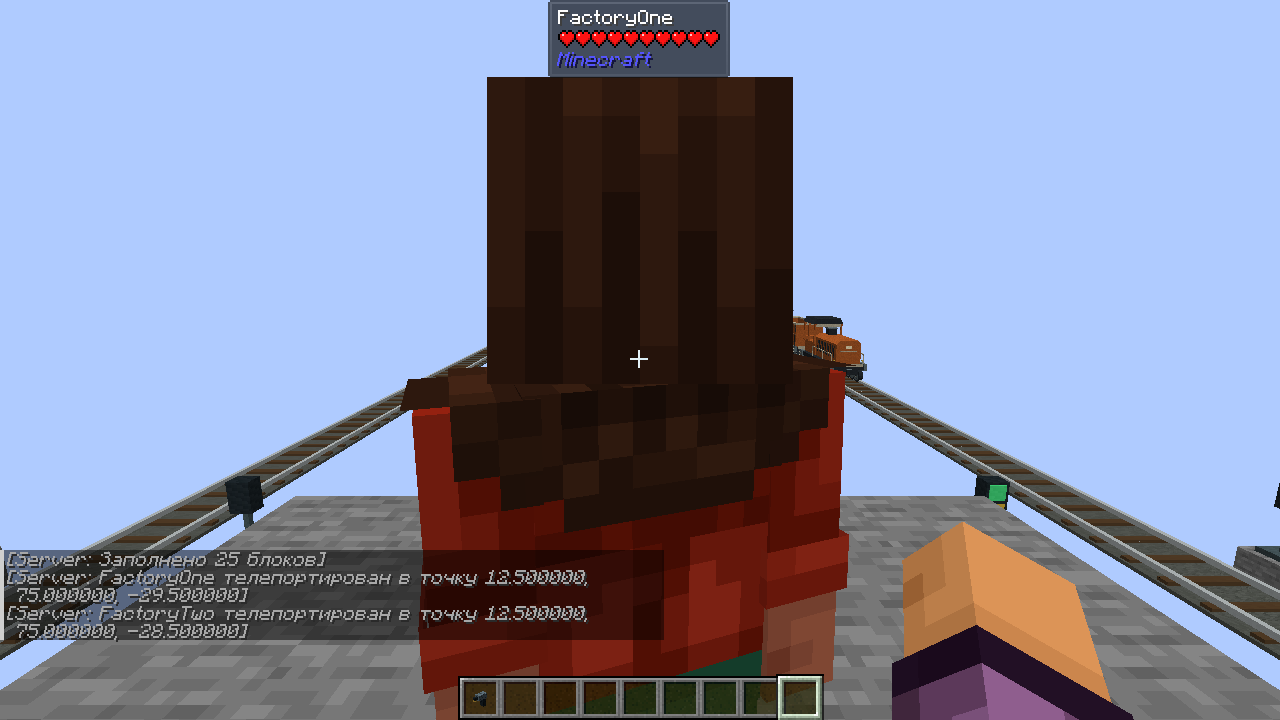 FactoryOne
Minecraft
[Server: Заполнено 25 блоков]
[Server: FactoryOne телепортирован в точку 12.500000,
75.000000, -29.500000]
[Server: FactoryTwo телепортирован в точку 12.500000,
75.000000, -28.500000]